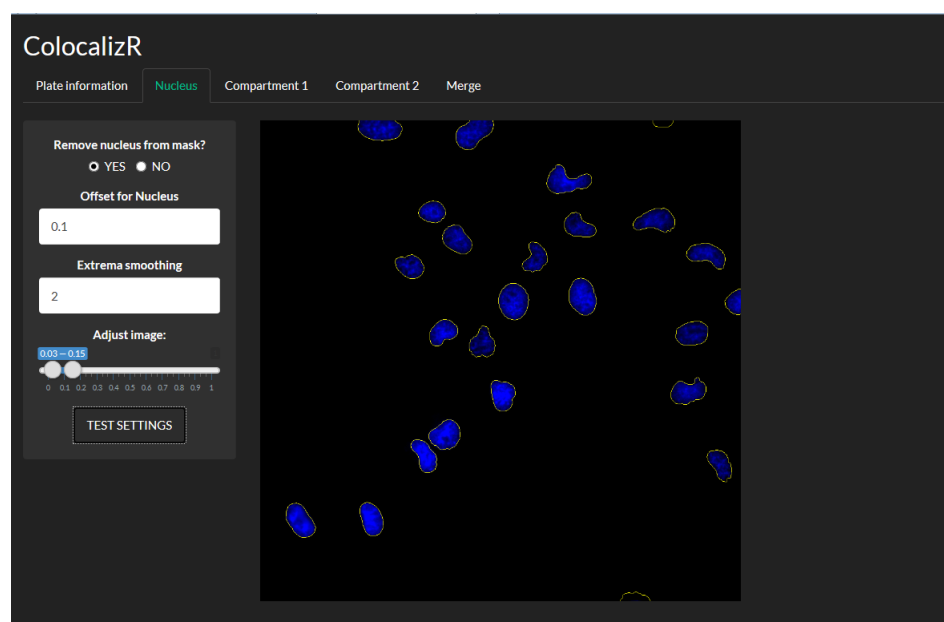 ColocalizR
Plate information Nucleus Compartment 1 Compartment 2 Merge
Remove nucleus from mask?
YES NO
Offset for Nucleus
0.1
Extrema smoothing
2
Adjust image:
0.03 — 0.15
0 0.1 0.2 0.3 0.4 0.5 0.6 0.7 0.8 0.9 1
TEST SETTINGS